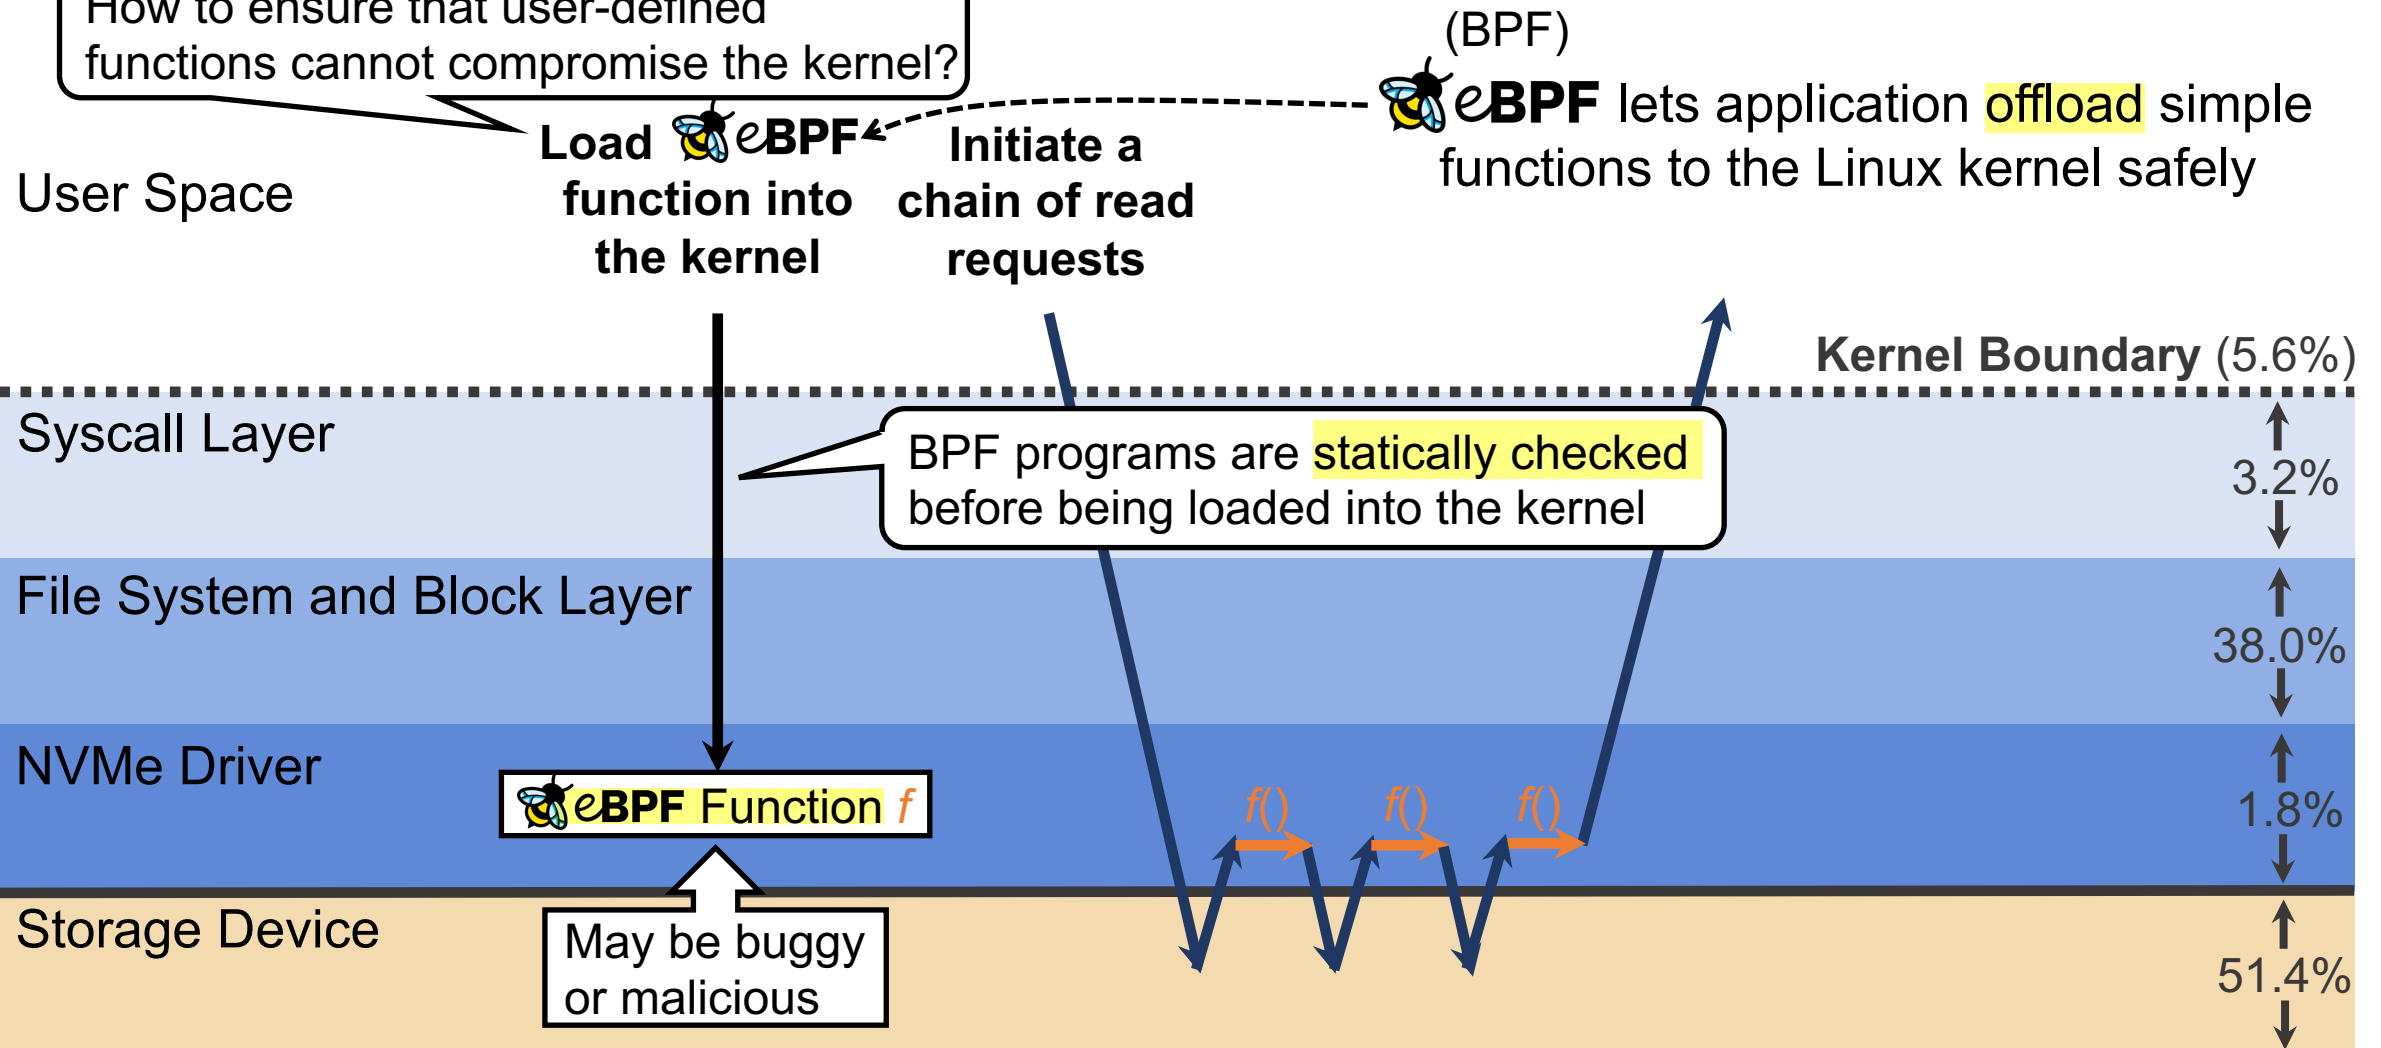 How to ensure that user-defined
functions cannot compromise the kernel?
(BPF)
eBPF lets application offload simple
functions to the Linux kernel safely
Load eBPF
function into
the kernel
Initiate a
chain of read
requests
User Space
Kernel Boundary (5.6%)
Syscall Layer
BPF programs are statically checked
before being loaded into the kernel
3.2%
File System and Block Layer
38.0%
NVMe Driver
eBPF Function f
f()
f()
f()
1.8%
Storage Device
May be buggy
or malicious
51.4%